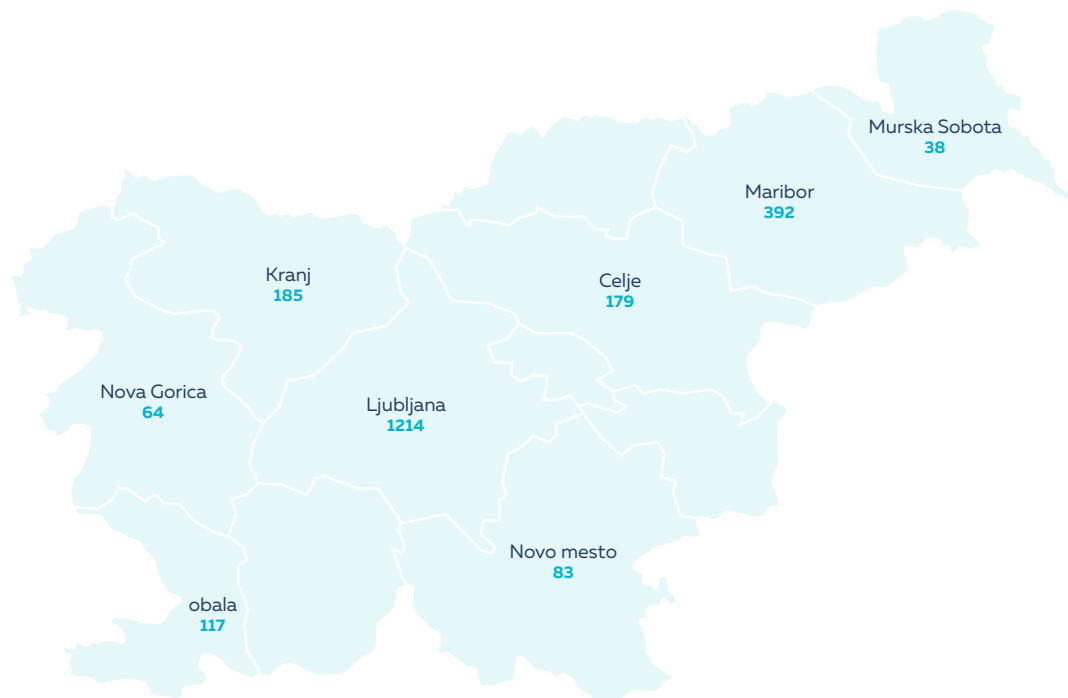 Murska Sobota
38
Maribor
392
Kranj
185
Celje
179
Nova Gorica
64
Ljubljana
1214
Novo mesto
83
obala
117